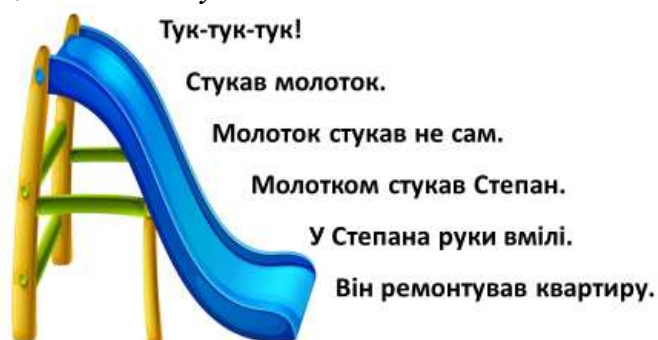 Тук-тук-тук!
Стукав молоток.
Молоток стукав не сам.
Молотком стукав Степан.
У Степана руки вмілі.
Він ремонтував квартиру.